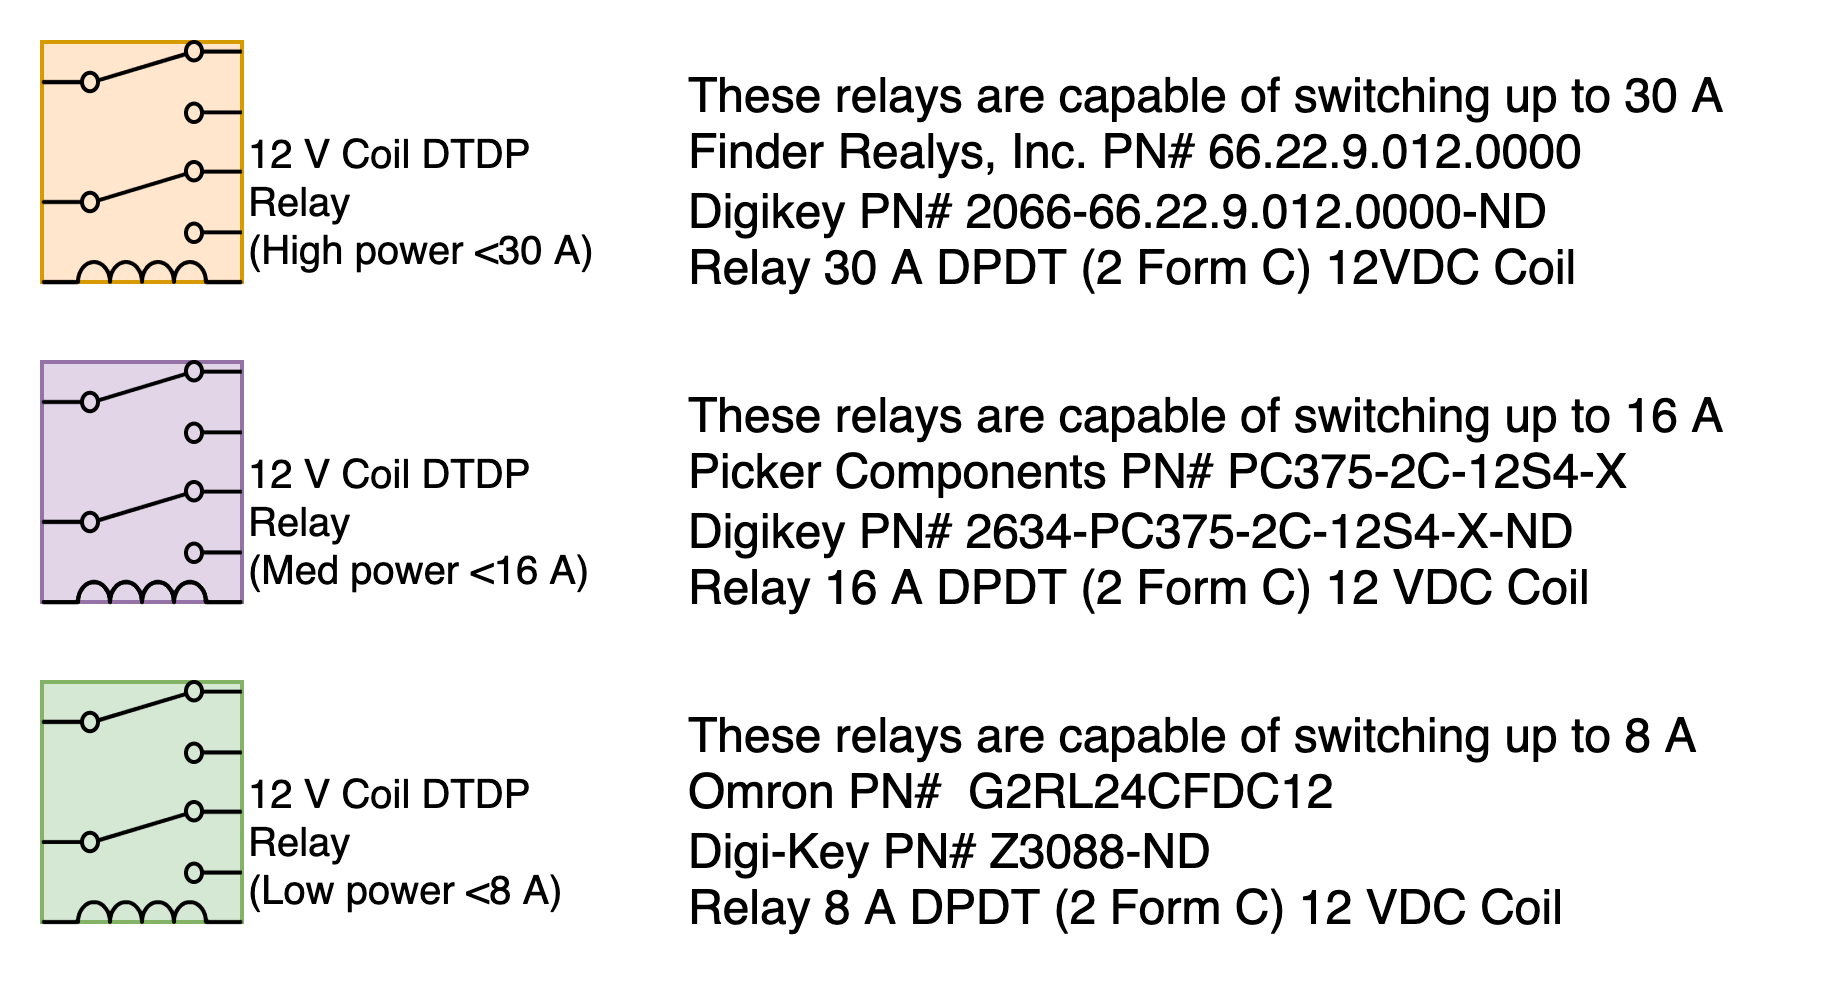 12 V Coil DTDP
Relay
(High power <30 A)
These relays are capable of switching up to 30 A
Finder Realys, Inc. PN# 66.22.9.012.0000
Digikey PN# 2066-66.22.9.012.0000-ND
Relay 30 A DPDT (2 Form C) 12VDC Coil
12 V Coil DTDP
Relay
(Med power <16 A)
These relays are capable of switching up to 16 A
Picker Components PN# PC375-2C-12S4-X
Digikey PN# 2634-PC375-2C-12S4-X-ND
Relay 16 A DPDT (2 Form C) 12 VDC Coil
12 V Coil DTDP
Relay
(Low power <8 A)
These relays are capable of switching up to 8 A
Omron PN#  G2RL24CFDC12
Digi-Key PN# Z3088-ND
Relay 8 A DPDT (2 Form C) 12 VDC Coil